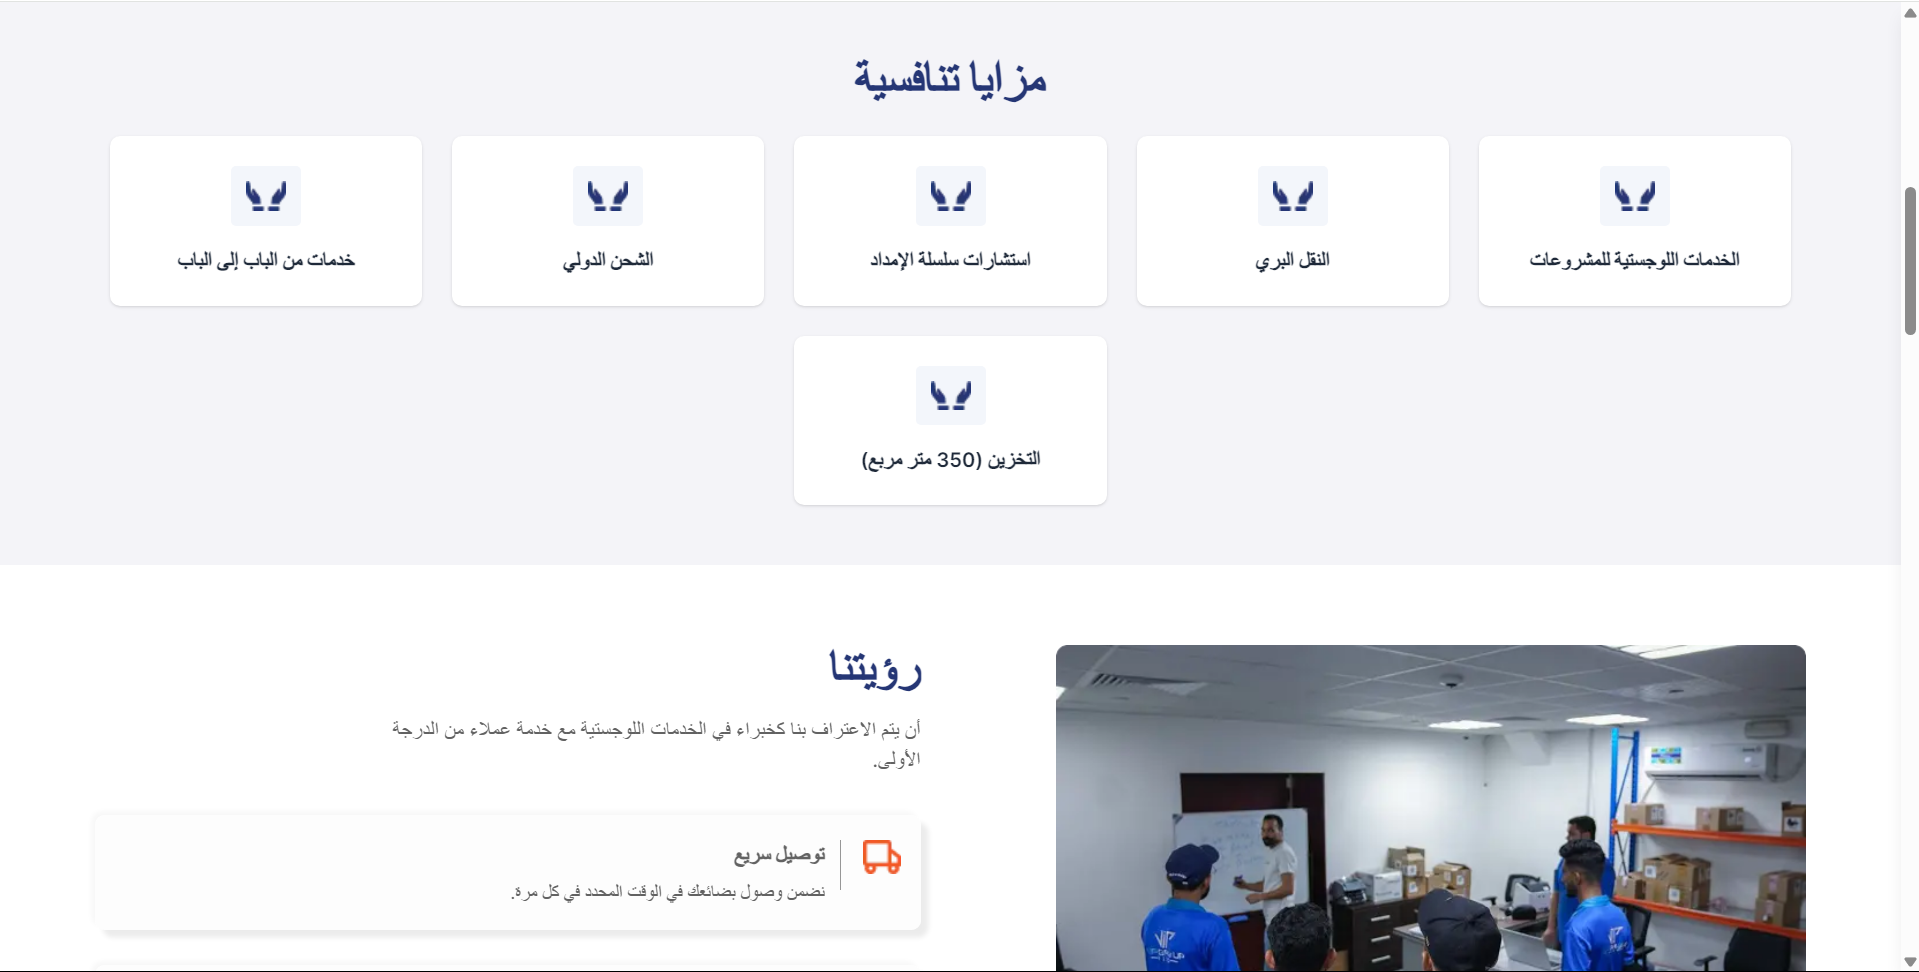 مزايا تنافسية
الخدمات اللوجستية للمشروعات
النقل البري
استشارات سلسلة الإمداد
الشحن الدولي
خدمات من الباب إلى الباب
التخزين (350 متر مربع)
رؤيتنا
أن يتم الاعتراف بنا كخبراء في الخدمات اللوجستية مع خدمة عملاء من الدرجة
الأولى.
توصيل سريع
نضمن وصول بضائعك في الوقت المحدد في كل مرة.